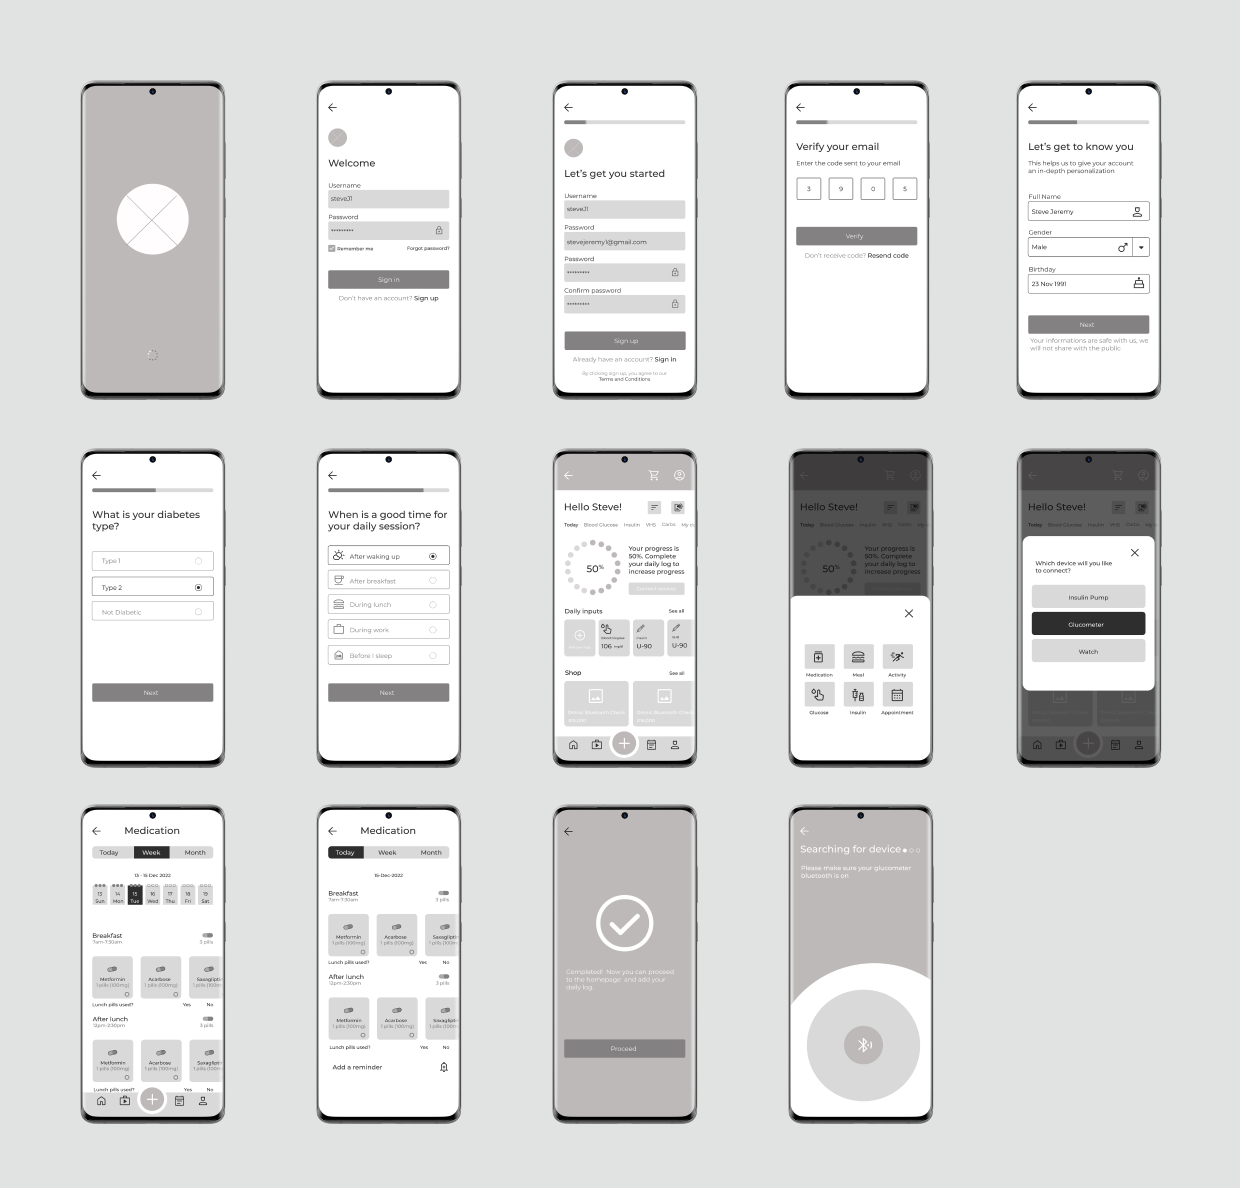 Welcome
Username
steveJ1
Password
*********
Remember me
Forgot password?
Sign in
Don't have an account? Sign up
Let's get you started
Username
steveJ1
Password
stevejeremy1@gmail.com
Password
*********
Confirm password
*********
Sign up
Already have an account? Sign in
By clicking sign up, you agree to our
Terms and Conditions
Verify your email
Enter the code sent to your email
3 9 0 5
Verify
Don't receive code? Resend code
Let's get to know you
This helps us to give your account
an in-depth personalization
Full Name
Steve Jeremy
Gender
Male
Birthday
23 Nov 1991
Next
Your informations are safe with us, we
will not share with the public
What is your diabetes
type?
Type 1
Type 2
Not Diabetic
Next
When is a good time for
your daily session?
After waking up
After breakfast
During lunch
During work
Before I sleep
Next
Hello Steve!
Today Blood Glucose Insulin VHS Carbs
50%
Your progress is
50%. Complete
your daily log to
increase progress
Daily inputs
See all
106
U-90
U-90
Shop
See all
Hello Steve!
Today Blood Glucose Insulin VHS Carbs
50%
Your progress is
50%. Complete
your daily log to
increase progress
Medication Meal Activity
Glucose Insulin Appointment
Hello Steve!
Today Blood Glucose Insulin VHS
Which device will you like
to connect?
Insulin Pump
Glucometer
Watch
Medication
Today Week Month
13 - 15 Dec 2022
13 14 15 16 17 18 19
Sun Mon Tue Wed Thu Fri Sat
Breakfast
7am-7:30am
3 pills
Metformin
1 pills (100mg)
Acarbose
1 pills (100mg)
Saxaglipti
1 pills (100m
Lunch pills used?
Yes No
After lunch
12pm-2:30pm
3 pills
Metformin
1 pills (100mg)
Acarbose
1 pills (100mg)
Saxaglipti
1 pills (100m
Lunch pills used?
Yes No
Medication
Today Week Month
15-Dec-2022
Breakfast
7am-7:30am
3 pills
Metformin
1 pills (100mg)
Acarbose
1 pills (100mg)
Saxaglipt
1 pills (100m
Lunch pills used?
Yes No
After lunch
12pm-2:30pm
3 pills
Metformin
1 pills (100mg)
Acarbose
1 pills (100mg)
Saxaglipt
1 pills (100m
Lunch pills used?
Yes No
Add a reminder
Completed! Now you can proceed
to the homepage and add your
daily log
Proceed
Searching for device
Please make sure your glucometer
bluetooth is on